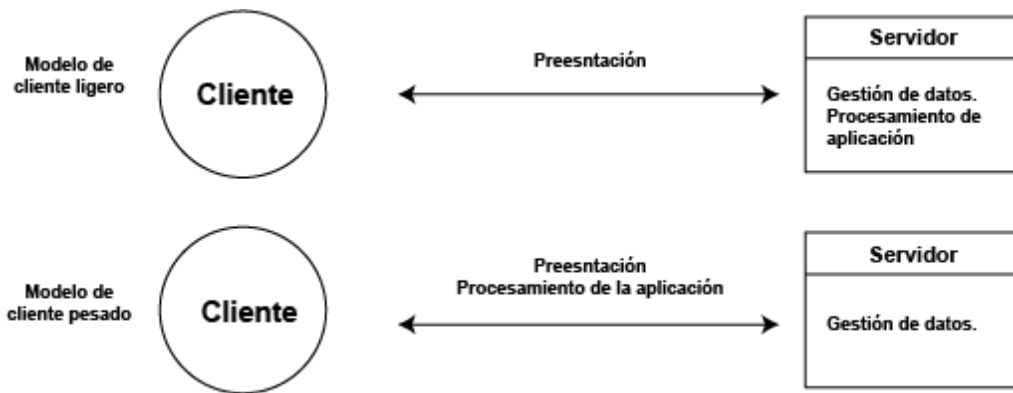 Modelo de
cliente ligero
Cliente
Preesntación
Servidor
Gestión de datos.
Procesamiento de
aplicación
Modelo de
cliente pesado
Cliente
Preesntación
Procesamiento de la aplicación
Servidor
Gestión de datos.